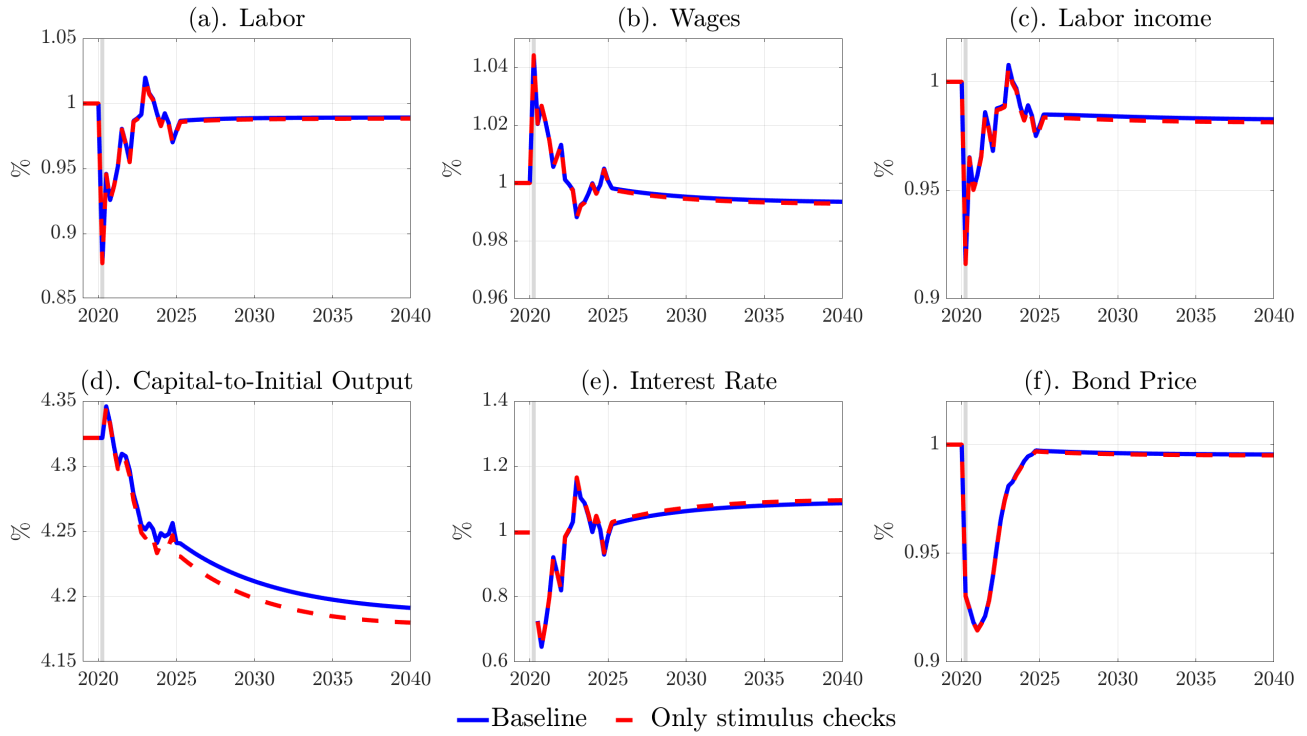 (a). Labor
(b). Wages
(c). Labor income
1.05
1
0.95
0.9
0.85
%
2020 2025 2030 2035 2040
1.04
1.02
1
0.98
0.96
%
2020 2025 2030 2035 2040
1
0.95
0.9
%
2020 2025 2030 2035 2040
(d). Capital-to-Initial Output
(e). Interest Rate
(f). Bond Price
4.35
4.3
4.25
4.2
4.15
%
2020 2025 2030 2035 2040
1.4
1.2
1
0.8
0.6
%
2020 2025 2030 2035 2040
1
0.95
0.9
%
2020 2025 2030 2035 2040
Baseline Only stimulus checks